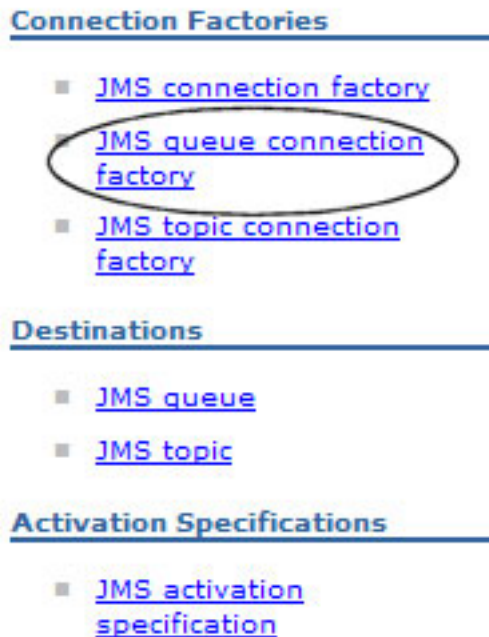 Connection Factories
JMS connection factory
JMS queue connection
factory
JMS topic connection
factory
Destinations
JMS queue
JMS topic
Activation Specifications
JMS activation
specification